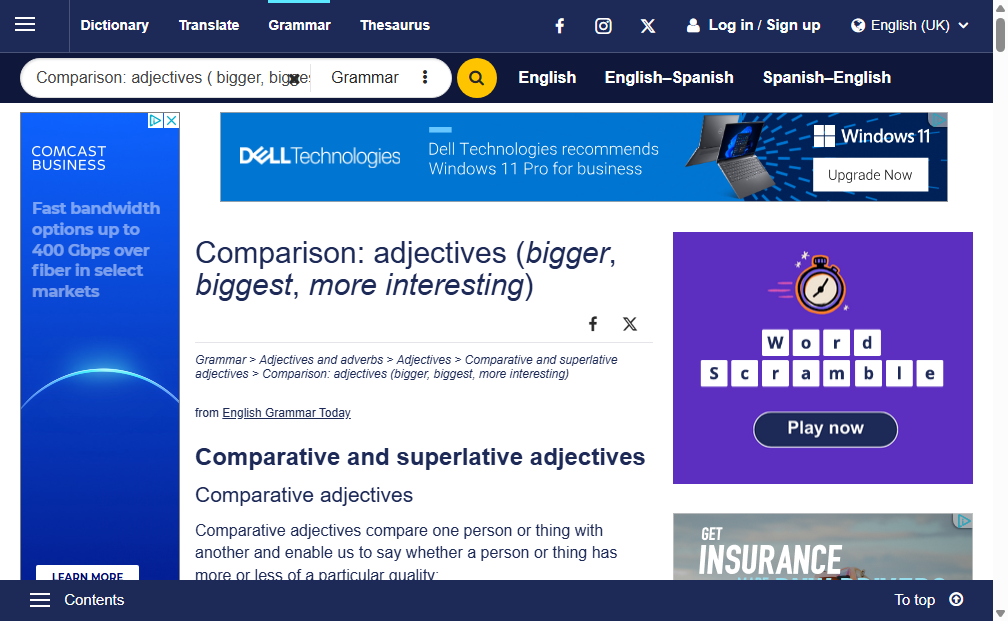 Dictionary Translate Grammar Thesaurus Log in / Sign up English (UK)
Comparison: adjectives ( bigger, bigges Grammar English English–Spanish Spanish–English
COMCAST
BUSINESS
Fast bandwidth
options up to
400 Gbps over
fiber in select
markets
LEARN MORE
DELL Technologies
Dell Technologies recommends
Windows 11 Pro for business
Windows 11
Upgrade Now
Comparison: adjectives (bigger,
biggest, more interesting)
Grammar > Adjectives and adverbs > Adjectives > Comparative and superlative
adjectives > Comparison: adjectives (bigger, biggest, more interesting)
from English Grammar Today
Comparative and superlative adjectives
Comparative adjectives
Comparative adjectives compare one person or thing with
another and enable us to say whether a person or thing has
more or less of a particular quality:
Word
Scramble
Play now
GET
INSURANCE
Contents To top